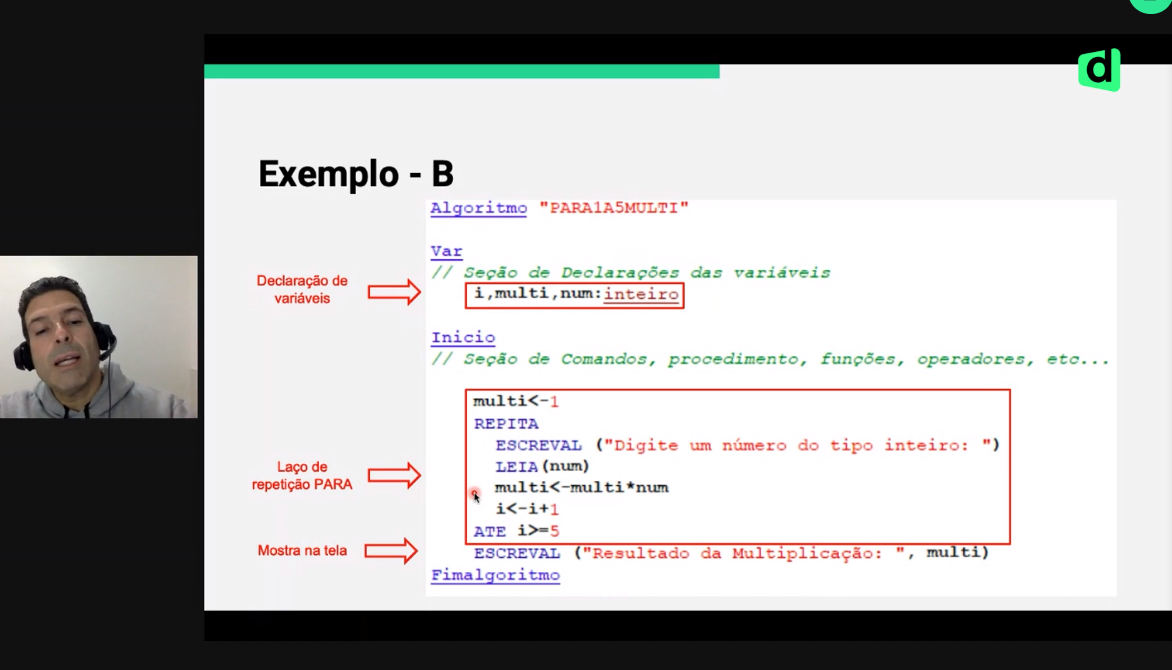 d
Exemplo - B
Algoritmo "PARA1A5MULTI"
Var
// Seção de Declarações das variáveis
Declaração de
variáveis
i,multi,num:inteiro
Inicio
// Seção de Comandos, procedimento, funções, operadores, etc...
multi<-1
REPITA
ESCREVAL ("Digite um número do tipo inteiro: ")
LEIA(num)
Laço de
repetição PARA
multi<-multi*num
i<-i+1
ATE i>=5
Mostra na tela
ESCREVAL ("Resultado da Multiplicação: ", multi)
Fimalgoritmo